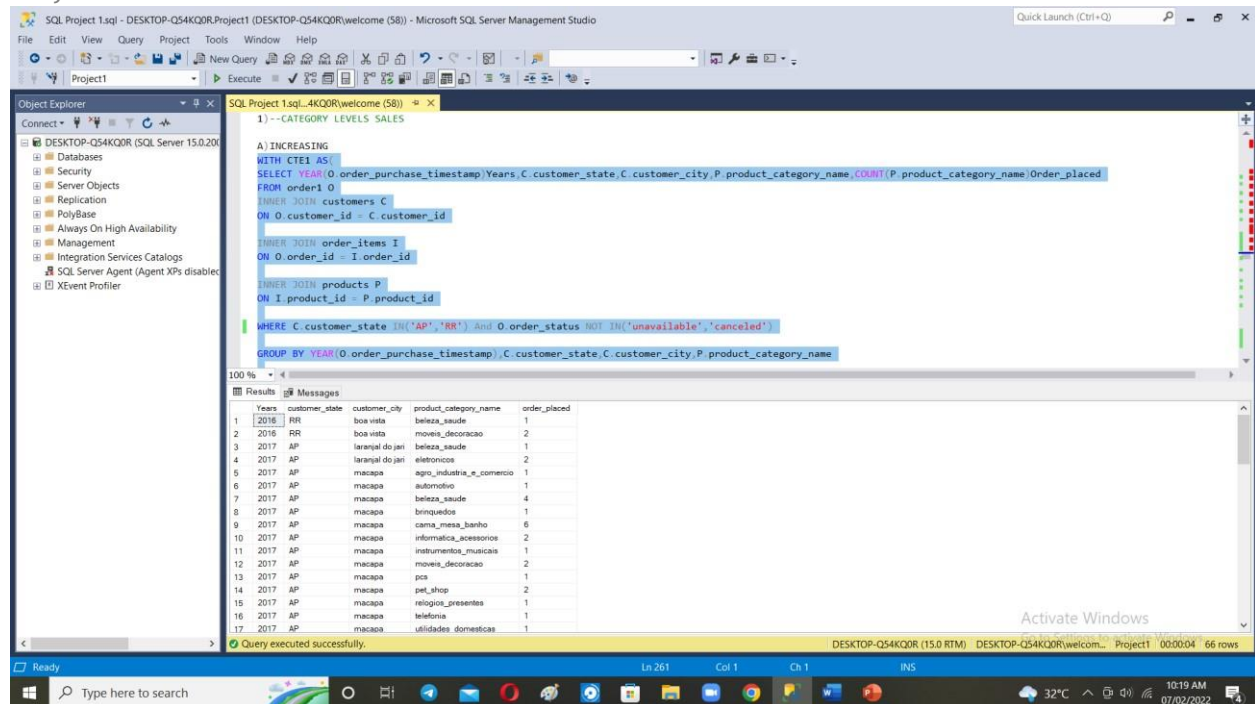 SQL Project 1.sql - DESKTOP-Q54KQ0R.Project1 (DESKTOP-Q54KQ0R\welcome (58)) - Microsoft SQL Server Management Studio
Quick Launch (Ctrl+Q)
File Edit View Query Project Tools Window Help
New Query
Project1
Execute
Object Explorer
SQL Project 1.sql...4KQ0R\welcome (58))
Connect
DESKTOP-Q54KQ0R (SQL Server 15.0.200
Databases
Security
Server Objects
Replication
PolyBase
Always On High Availability
Management
Integration Services Catalogs
SQL Server Agent (Agent XPs disabled
XEvent Profiler
1)--CATEGORY LEVELS SALES
A)INCREASING
WITH CTE1 AS(
SELECT YEAR(O.order_purchase_timestamp)Years,C.customer_state,C.customer_city,P.product_category_name,COUNT(P.product_category_name)Order_placed
FROM order1 O
INNER JOIN customers C
ON O.customer_id = C.customer_id
INNER JOIN order_items I
ON O.order_id = I.order_id
INNER JOIN products P
ON I.product_id = P.product_id
WHERE C.customer_state IN('AP','RR') And O.order_status NOT IN('unavailable','canceled')
GROUP BY YEAR(O.order_purchase_timestamp),C.customer_state,C.customer_city,P.product_category_name
100 %
Results Messages
Years customer_state customer_city product_category_name order_placed
1 2016 RR boa vista beleza_saude 1
2 2016 RR boa vista moveis_decoracao 2
3 2017 AP laranjal do jari beleza_saude 1
4 2017 AP laranjal do jari eletronicos 2
5 2017 AP macapa agro_industria_e_comercio 1
6 2017 AP macapa automotivo 1
7 2017 AP macapa beleza_saude 4
8 2017 AP macapa brinquedos 1
9 2017 AP macapa cama_mesa_banho 6
10 2017 AP macapa informatica_acessorios 2
11 2017 AP macapa instrumentos_musicais 1
12 2017 AP macapa moveis_decoracao 2
13 2017 AP macapa pcs 1
14 2017 AP macapa pet_shop 2
15 2017 AP macapa relogios_presentes 1
16 2017 AP macapa telefonia 1
17 2017 AP macapa utilidades_domesticas 1
Activate Windows
Go to Settings to activate Windows.
Query executed successfully.
DESKTOP-Q54KQ0R (15.0 RTM) DESKTOP-Q54KQ0R\welcom... Project1 00:00:04 66 rows
Ready Ln 261 Col 1 Ch 1 INS
Type here to search
32°C
10:19 AM
07/02/2022
4